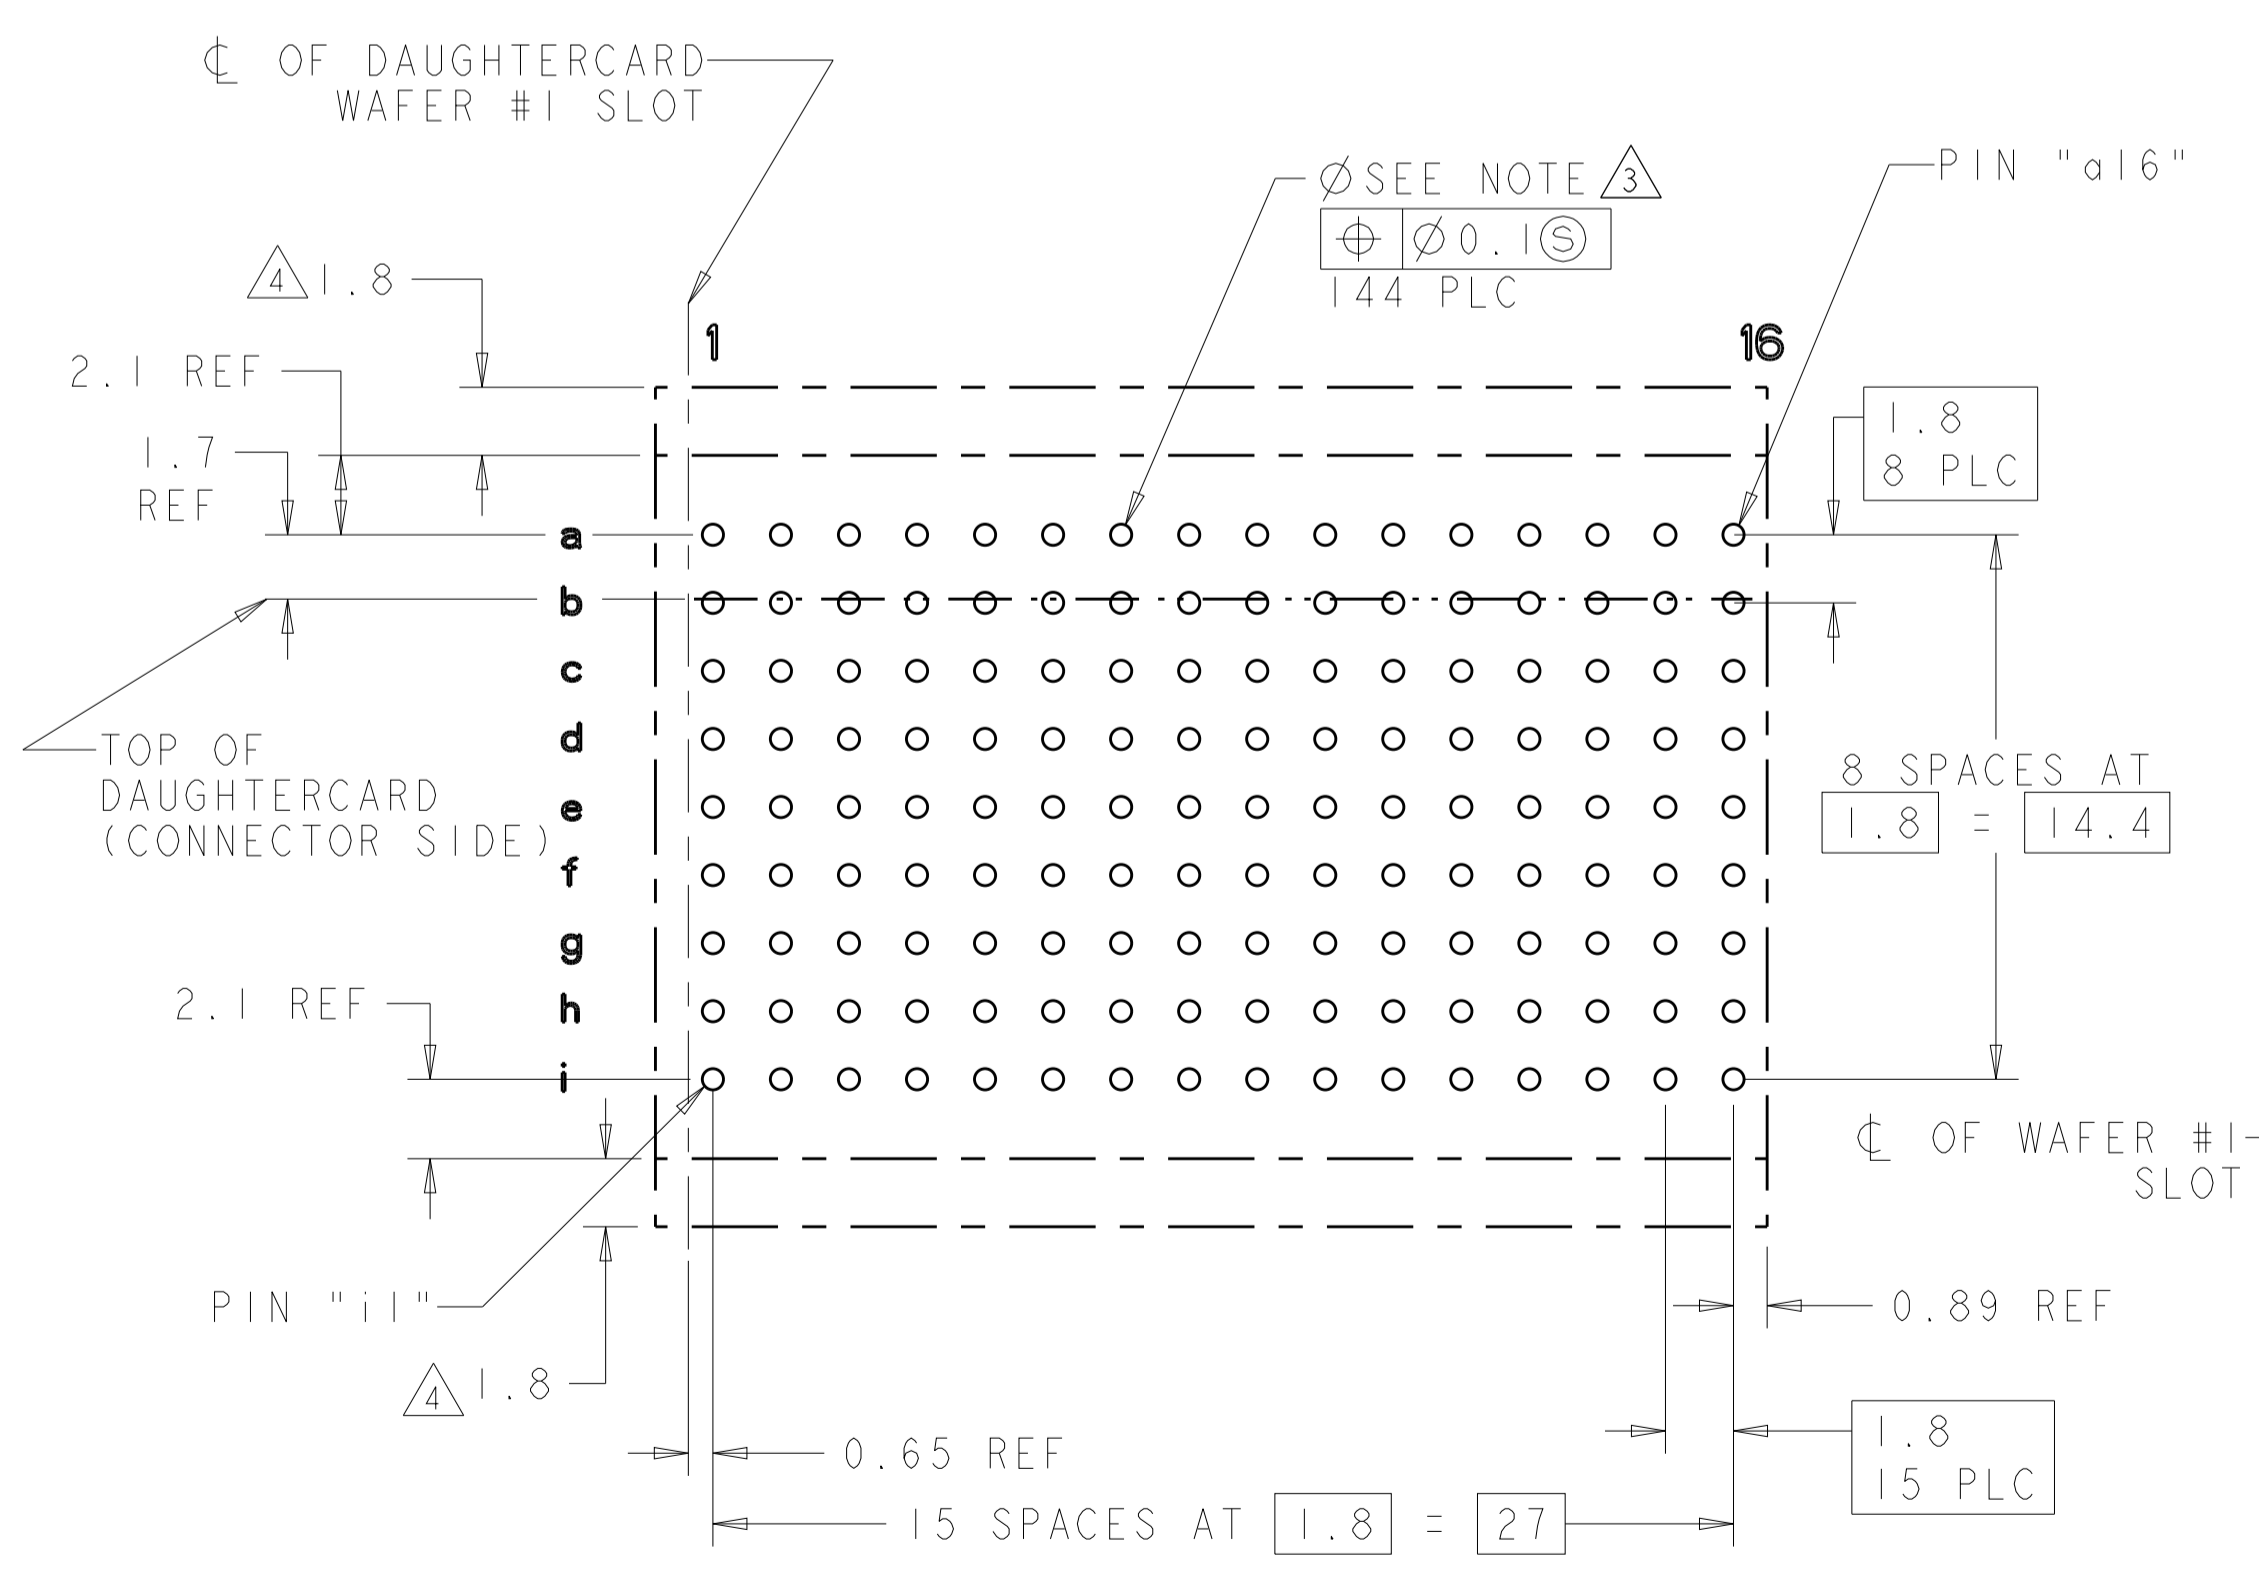 ℄ OF DAUGHTERCARD
WAFER #1 SLOT
⌀SEE NOTE 3
⌖ ⌀0.1Ⓢ
144 PLC
PIN "a16"
4 1.8
2.1 REF
1.7
REF
1
16
1.8
8 PLC
a
b
c
d
e
f
g
h
i
TOP OF
DAUGHTERCARD
(CONNECTOR SIDE)
8 SPACES AT
1.8 = 14.4
2.1 REF
℄ OF WAFER #1
SLOT
PIN "i1"
0.89 REF
4 1.8
0.65 REF
1.8
15 PLC
15 SPACES AT 1.8 = 27